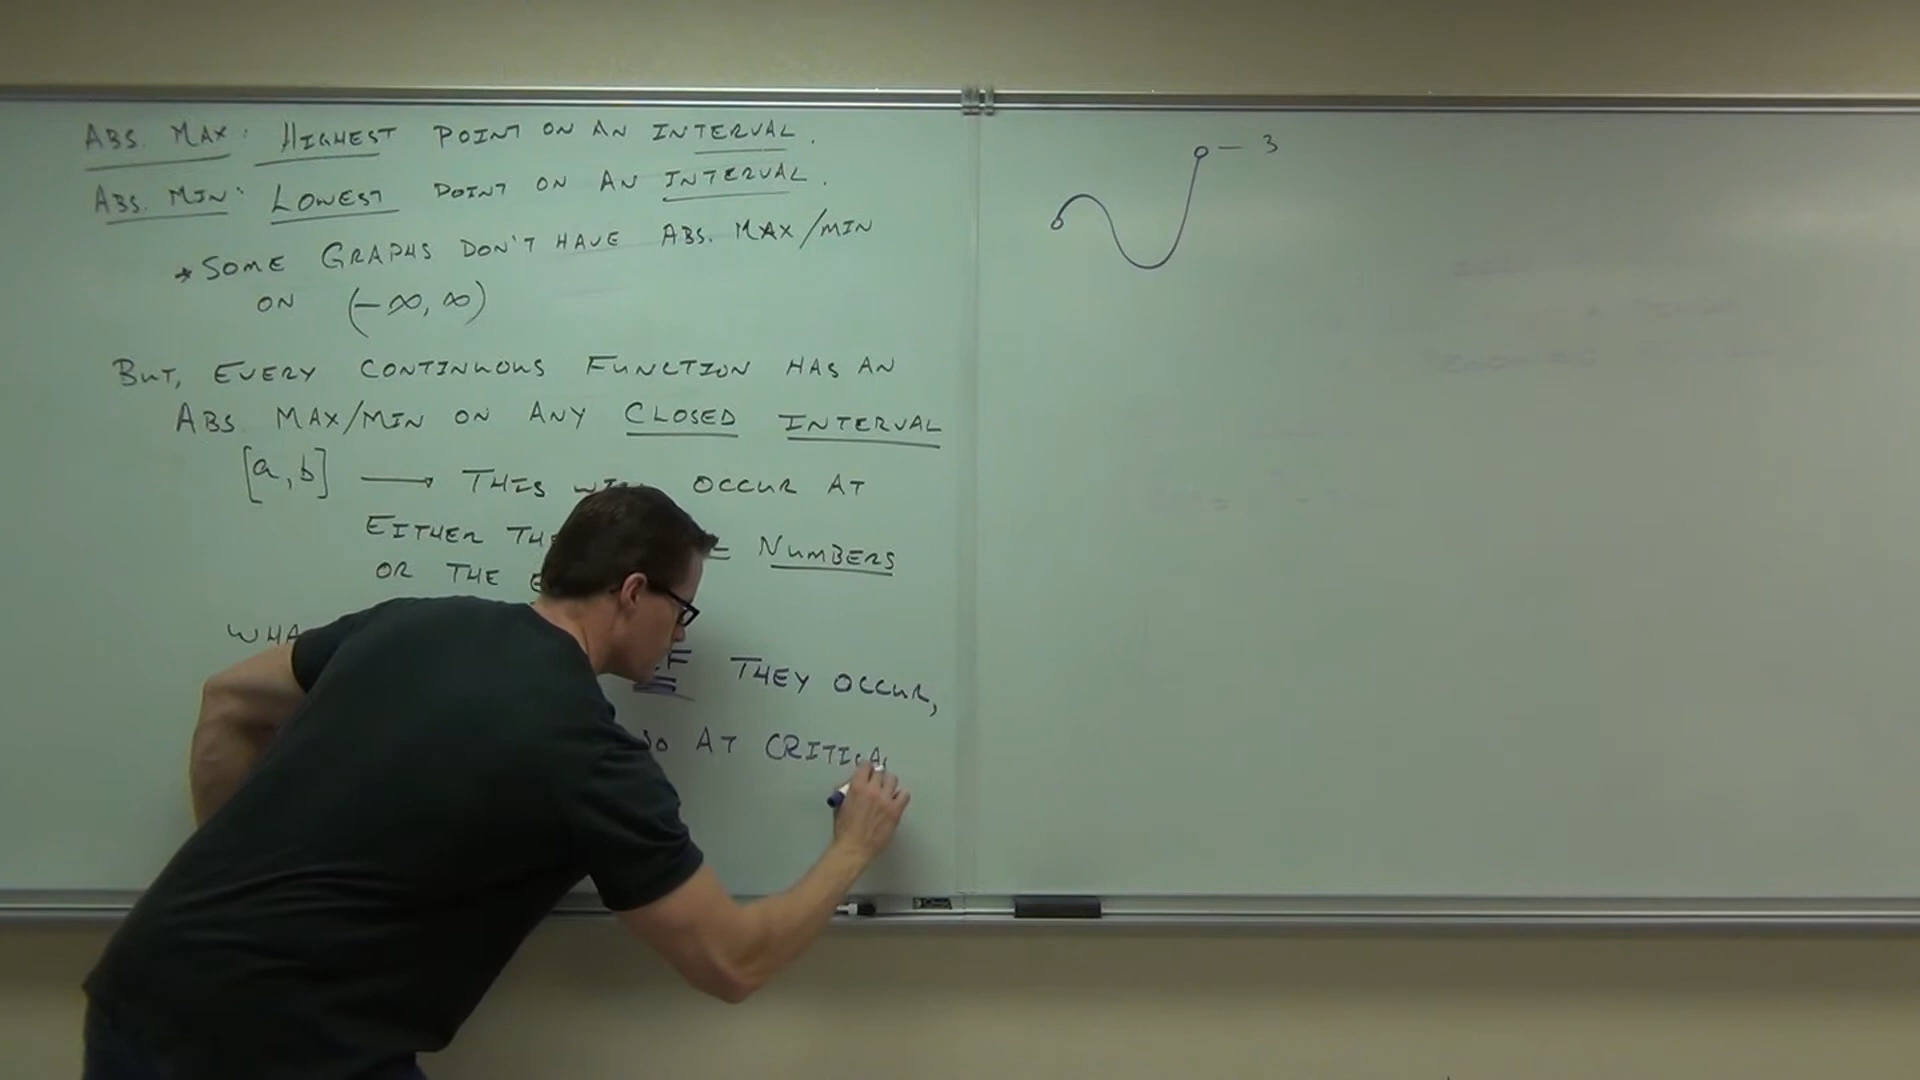 ABS. MAX: HIGHEST POINT ON AN INTERVAL.
ABS. MIN: LOWEST POINT ON AN INTERVAL.
* SOME GRAPHS DON'T HAVE ABS. MAX/MIN
ON (-∞, ∞)
BUT, EVERY CONTINUOUS FUNCTION HAS AN
ABS. MAX/MIN ON ANY CLOSED INTERVAL
[a, b] → THIS OCCUR AT
EITHER NUMBERS
OR THE
IF THEY OCCUR,
AT CRITICAL
3